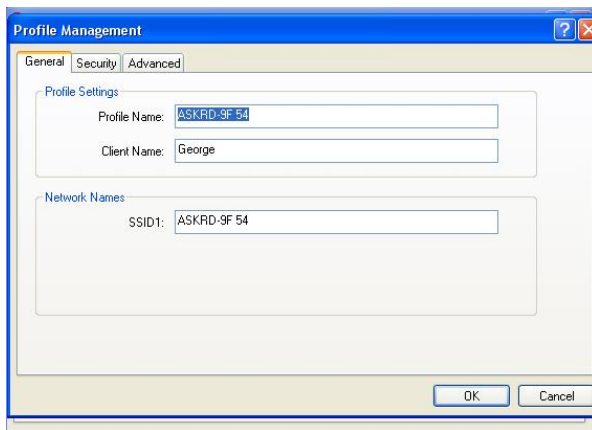 Profile Management
General Security Advanced
Profile Settings
Profile Name: ASKRD-9F 54
Client Name: George
Network Names
SSID1: ASKRD-9F 54
OK Cancel